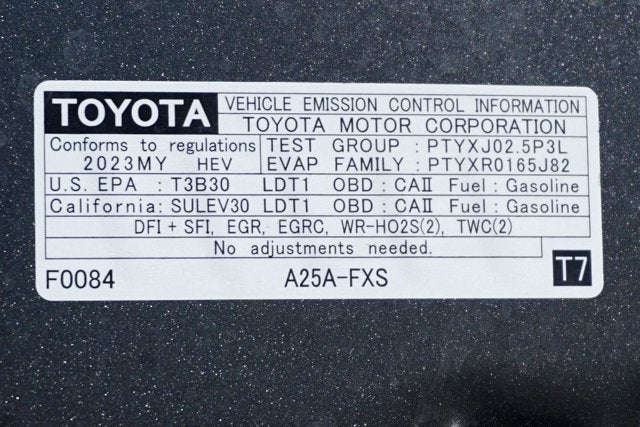 TOYOTA VEHICLE EMISSION CONTROL INFORMATION
TOYOTA MOTOR CORPORATION
Conforms to regulations TEST GROUP : PTYXJ02.5P3L
2023MY HEV EVAP FAMILY : PTYXR0165J82
U.S. EPA : T3B30 LDT1 OBD : CAII Fuel : Gasoline
California: SULEV30 LDT1 OBD : CAII Fuel : Gasoline
DFI + SFI, EGR, EGRC, WR-HO2S(2), TWC(2)
No adjustments needed.
F0084 A25A-FXS T7